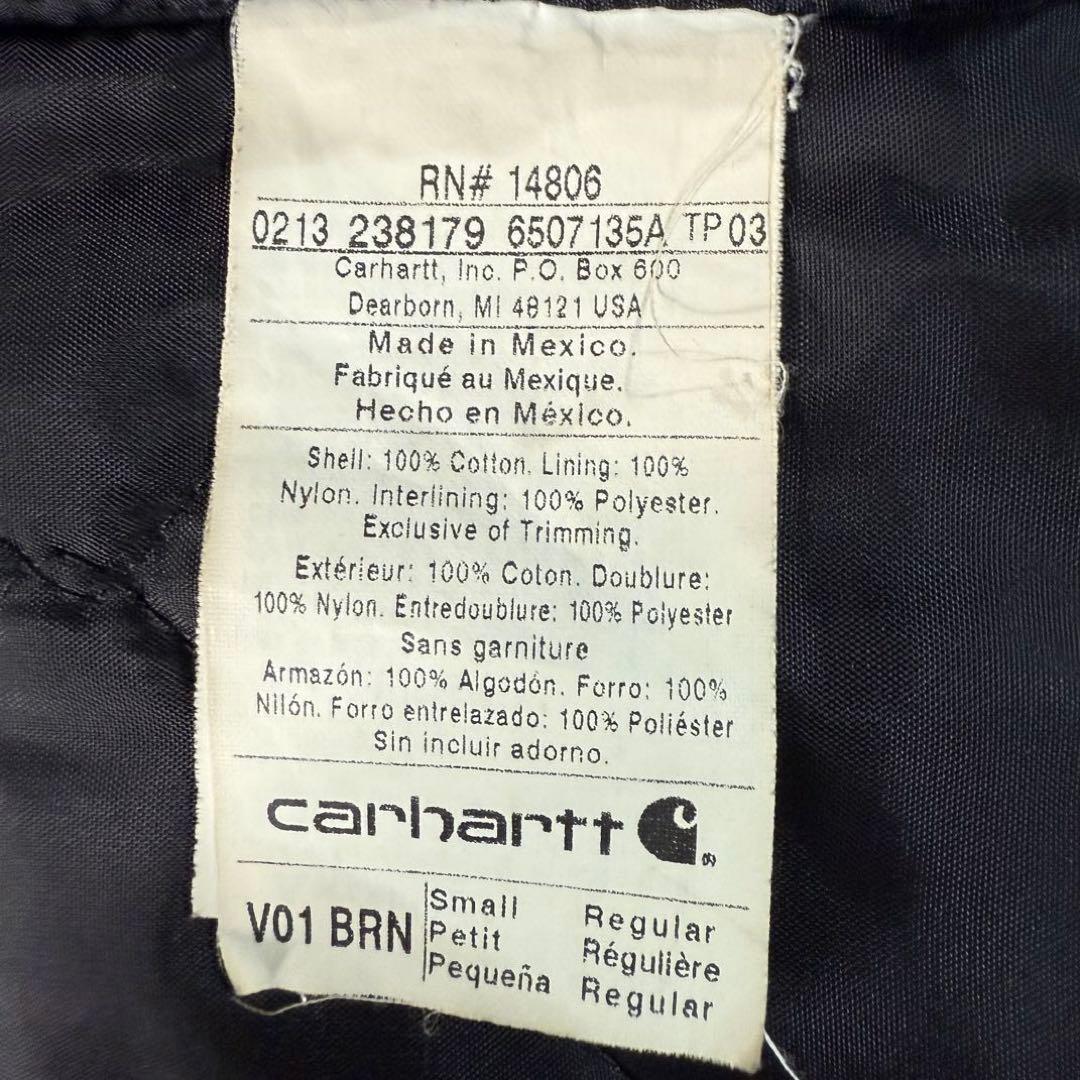 RN# 14806
0213 238179 6507135A TP 03
Carhartt, Inc. P.O. Box 600
Dearborn, MI 48121 USA
Made in Mexico.
Fabriqué au Mexique.
Hecho en México.
Shell: 100% Cotton. Lining: 100%
Nylon. Interlining: 100% Polyester.
Exclusive of Trimming.
Extérieur: 100% Coton. Doublure:
100% Nylon. Entredoublure: 100% Polyester
Sans garniture
Armazón: 100% Algodón. Forro: 100%
Nilón. Forro entrelazado: 100% Poliéster
Sin incluir adorno.
carhartt ®
V01 BRN
Small Regular
Petit Régulière
Pequeña Regular